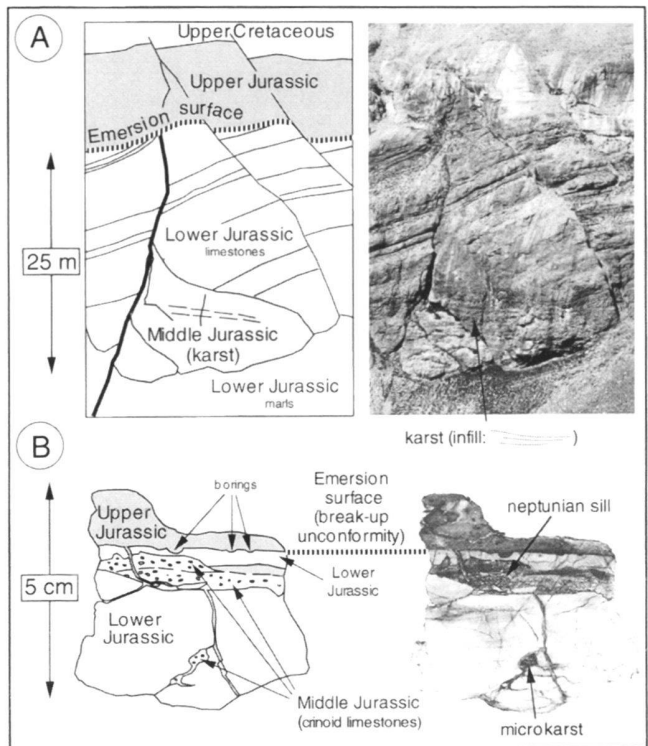 A
Upper Cretaceous
Upper Jurassic
Emersion surface
25 m
Lower Jurassic
limestones
Middle Jurassic
(karst)
Lower Jurassic
marls
karst (infill: )
B
borings
Upper
Jurassic
Emersion
surface
(break-up
unconformity)
neptunian sill
Lower
Jurassic
5 cm
Lower
Jurassic
Middle Jurassic
(crinoid limestones)
microkarst